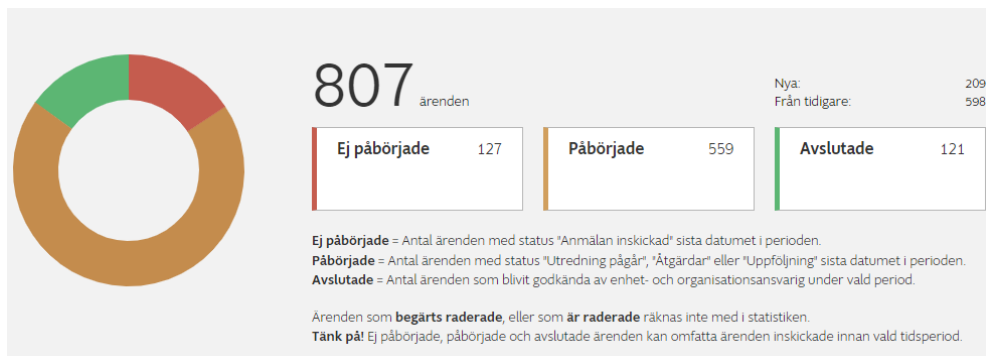 807 ärenden
Nya: 209
Från tidigare: 598
Ej påbörjade 127
Påbörjade 559
Avslutade 121
Ej påbörjade = Antal ärenden med status "Anmälan inskickad" sista datumet i perioden.
Påbörjade = Antal ärenden med status "Utredning pågår", "Åtgärdar" eller "Uppföljning" sista datumet i perioden.
Avslutade = Antal ärenden som blivit godkända av enhet- och organisationsansvarig under vald period.
Ärenden som begärts raderade, eller som är raderade räknas inte med i statistiken.
Tänk på! Ej påbörjade, påbörjade och avslutade ärenden kan omfatta ärenden inskickade innan vald tidsperiod.